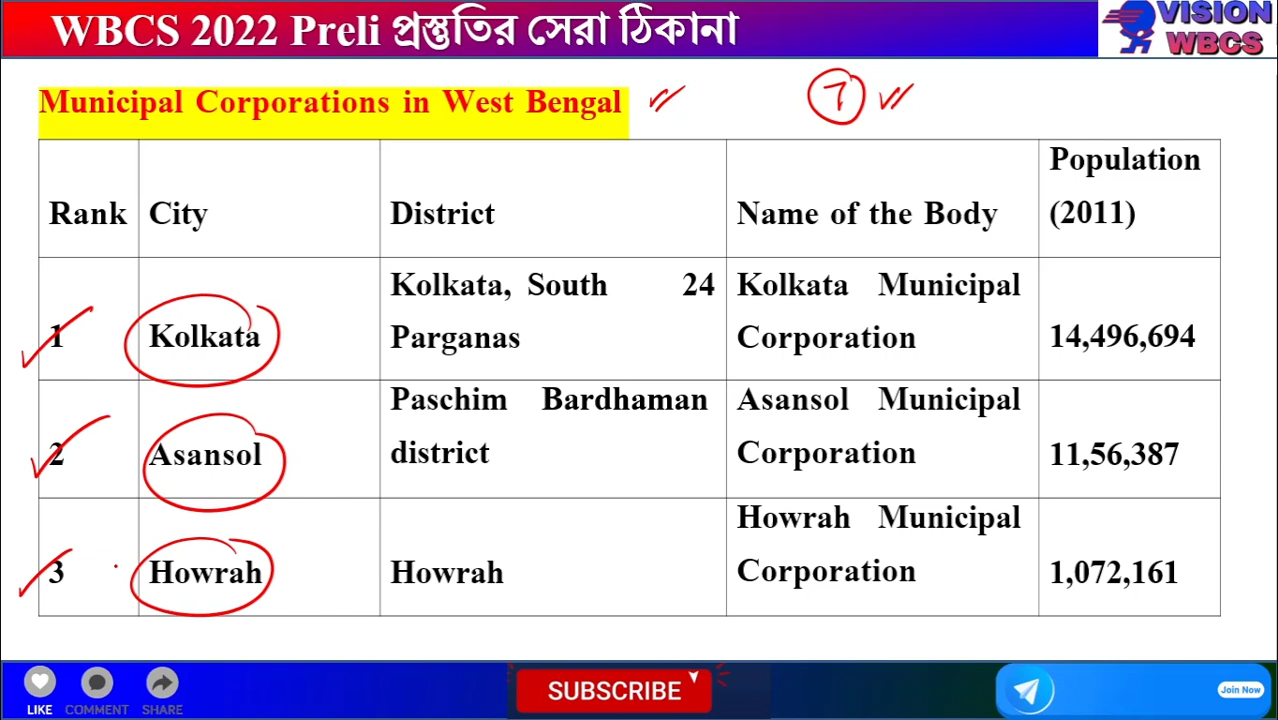 WBCS 2022 Preli প্রস্তুতির সেরা ঠিকানা
VISION
WBCS
Municipal Corporations in West Bengal
7
Rank City District Name of the Body Population (2011)
1 Kolkata Kolkata, South 24 Parganas Kolkata Municipal Corporation 14,496,694
2 Asansol Paschim Bardhaman district Asansol Municipal Corporation 11,56,387
3 Howrah Howrah Howrah Municipal Corporation 1,072,161
LIKE COMMENT SHARE
SUBSCRIBE
Join Now